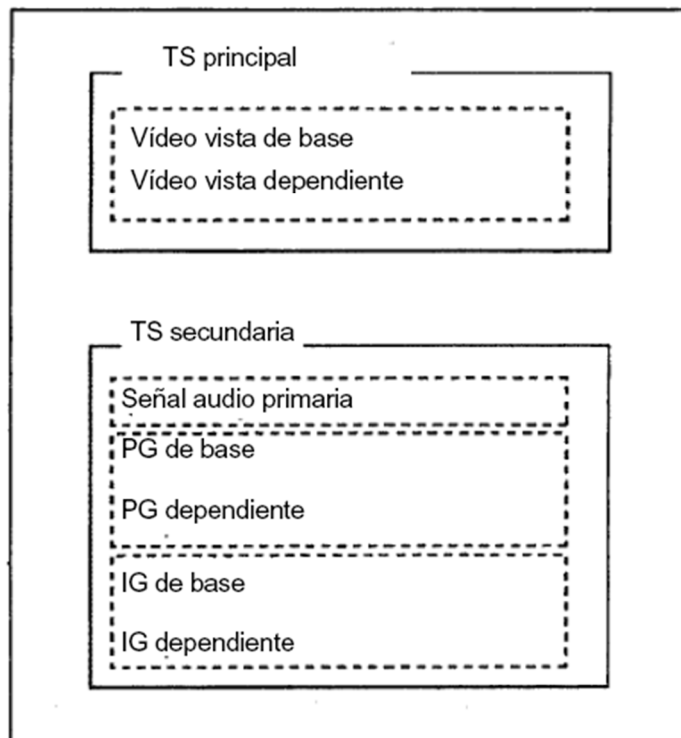 TS principal
Vídeo vista de base
Vídeo vista dependiente
TS secundaria
Señal audio primaria
PG de base
PG dependiente
IG de base
IG dependiente